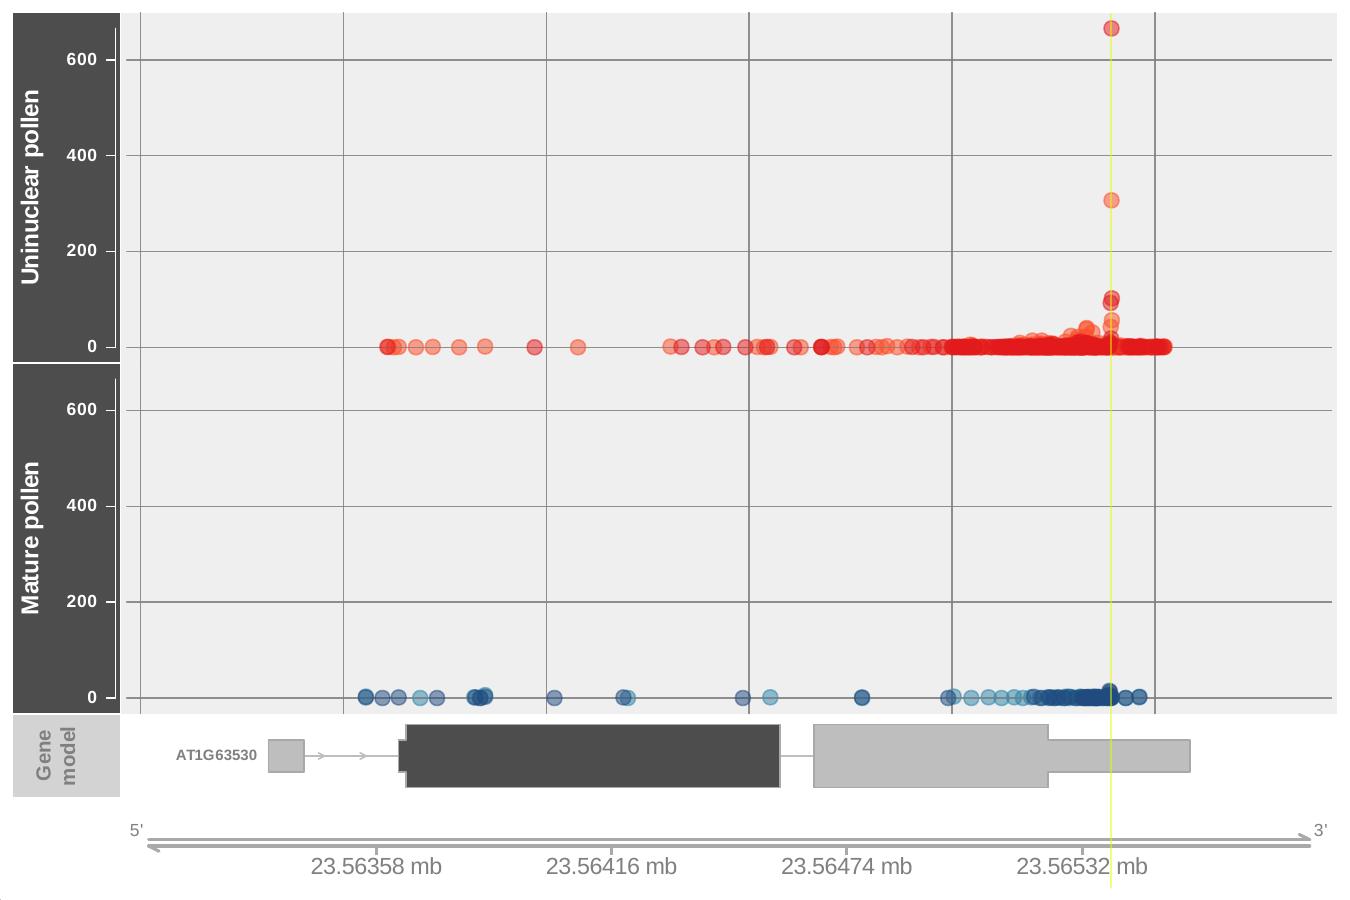 Uninuclear pollen
600
400
200
0
Mature pollen
600
400
200
0
Gene
model
AT1G63530
5'
3'
23.56358 mb
23.56416 mb
23.56474 mb
23.56532 mb